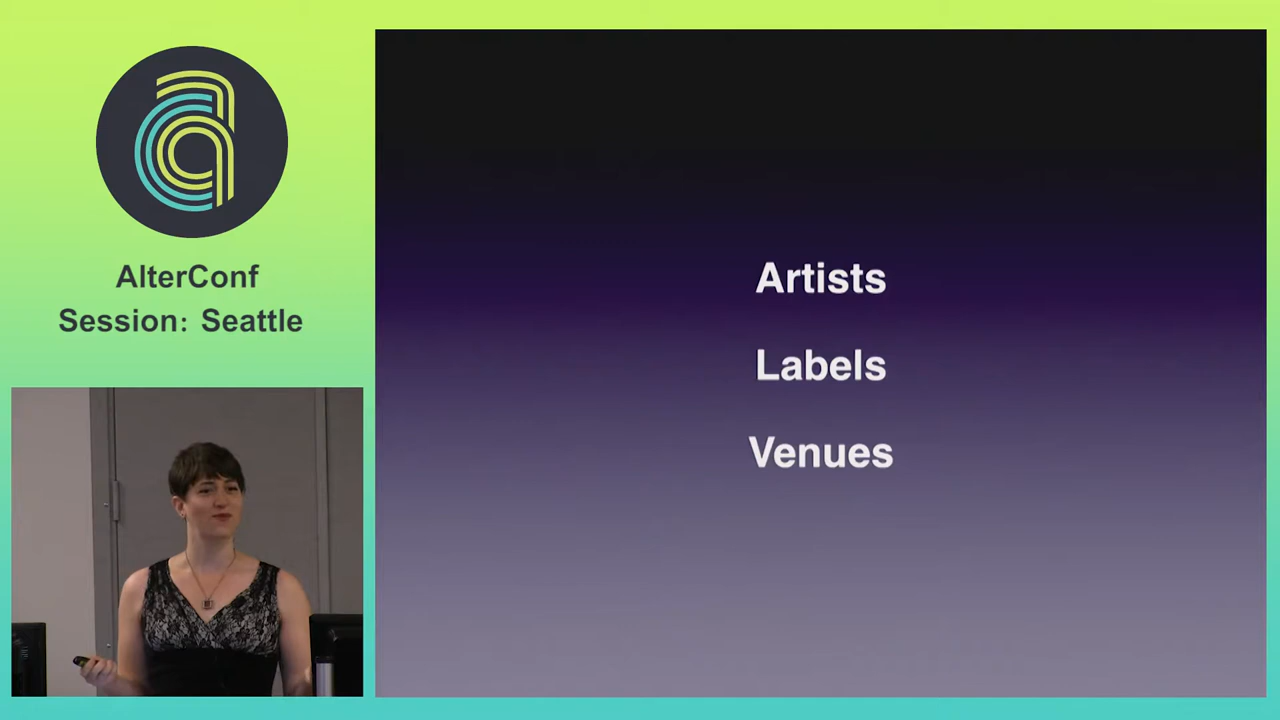 AlterConf
Session: Seattle
Artists
Labels
Venues